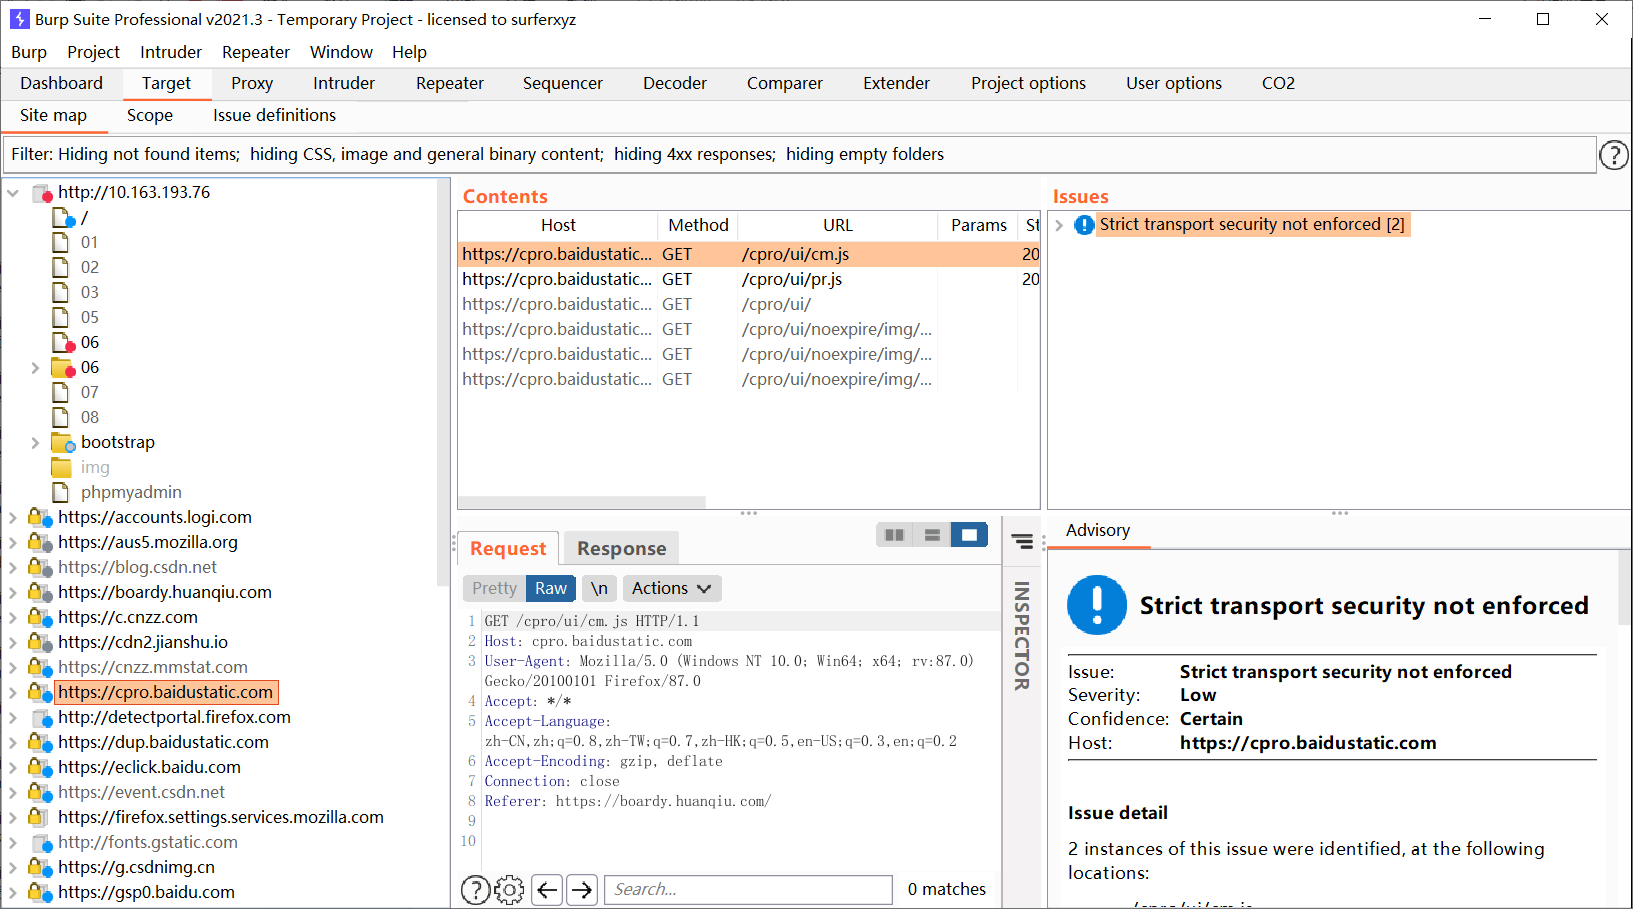 Burp Suite Professional v2021.3 - Temporary Project - licensed to surferxyz
Burp Project Intruder Repeater Window Help
Dashboard Target Proxy Intruder Repeater Sequencer Decoder Comparer Extender Project options User options CO2
Site map Scope Issue definitions
Filter: Hiding not found items; hiding CSS, image and general binary content; hiding 4xx responses; hiding empty folders
?
http://10.163.193.76
/
01
02
03
05
06
06
07
08
bootstrap
img
phpmyadmin
https://accounts.logi.com
https://aus5.mozilla.org
https://blog.csdn.net
https://boardy.huanqiu.com
https://c.cnzz.com
https://cdn2.jianshu.io
https://cnzz.mmstat.com
https://cpro.baidustatic.com
http://detectportal.firefox.com
https://dup.baidustatic.com
https://eclick.baidu.com
https://event.csdn.net
https://firefox.settings.services.mozilla.com
http://fonts.gstatic.com
https://g.csdnimg.cn
https://gsp0.baidu.com
Contents
Host Method URL Params St
https://cpro.baidustatic... GET /cpro/ui/cm.js 20
https://cpro.baidustatic... GET /cpro/ui/pr.js 20
https://cpro.baidustatic... GET /cpro/ui/
https://cpro.baidustatic... GET /cpro/ui/noexpire/img/...
https://cpro.baidustatic... GET /cpro/ui/noexpire/img/...
https://cpro.baidustatic... GET /cpro/ui/noexpire/img/...
Request Response
Pretty Raw \n Actions
1 GET /cpro/ui/cm.js HTTP/1.1
2 Host: cpro.baidustatic.com
3 User-Agent: Mozilla/5.0 (Windows NT 10.0; Win64; x64; rv:87.0)
Gecko/20100101 Firefox/87.0
4 Accept: */*
5 Accept-Language:
zh-CN,zh;q=0.8,zh-TW;q=0.7,zh-HK;q=0.5,en-US;q=0.3,en;q=0.2
6 Accept-Encoding: gzip, deflate
7 Connection: close
8 Referer: https://boardy.huanqiu.com/
9
10
? Search... 0 matches
INSPECTOR
Issues
Strict transport security not enforced [2]
Advisory
Strict transport security not enforced
Issue: Strict transport security not enforced
Severity: Low
Confidence: Certain
Host: https://cpro.baidustatic.com
Issue detail
2 instances of this issue were identified, at the following
locations:
/cpro/ui/cm.js